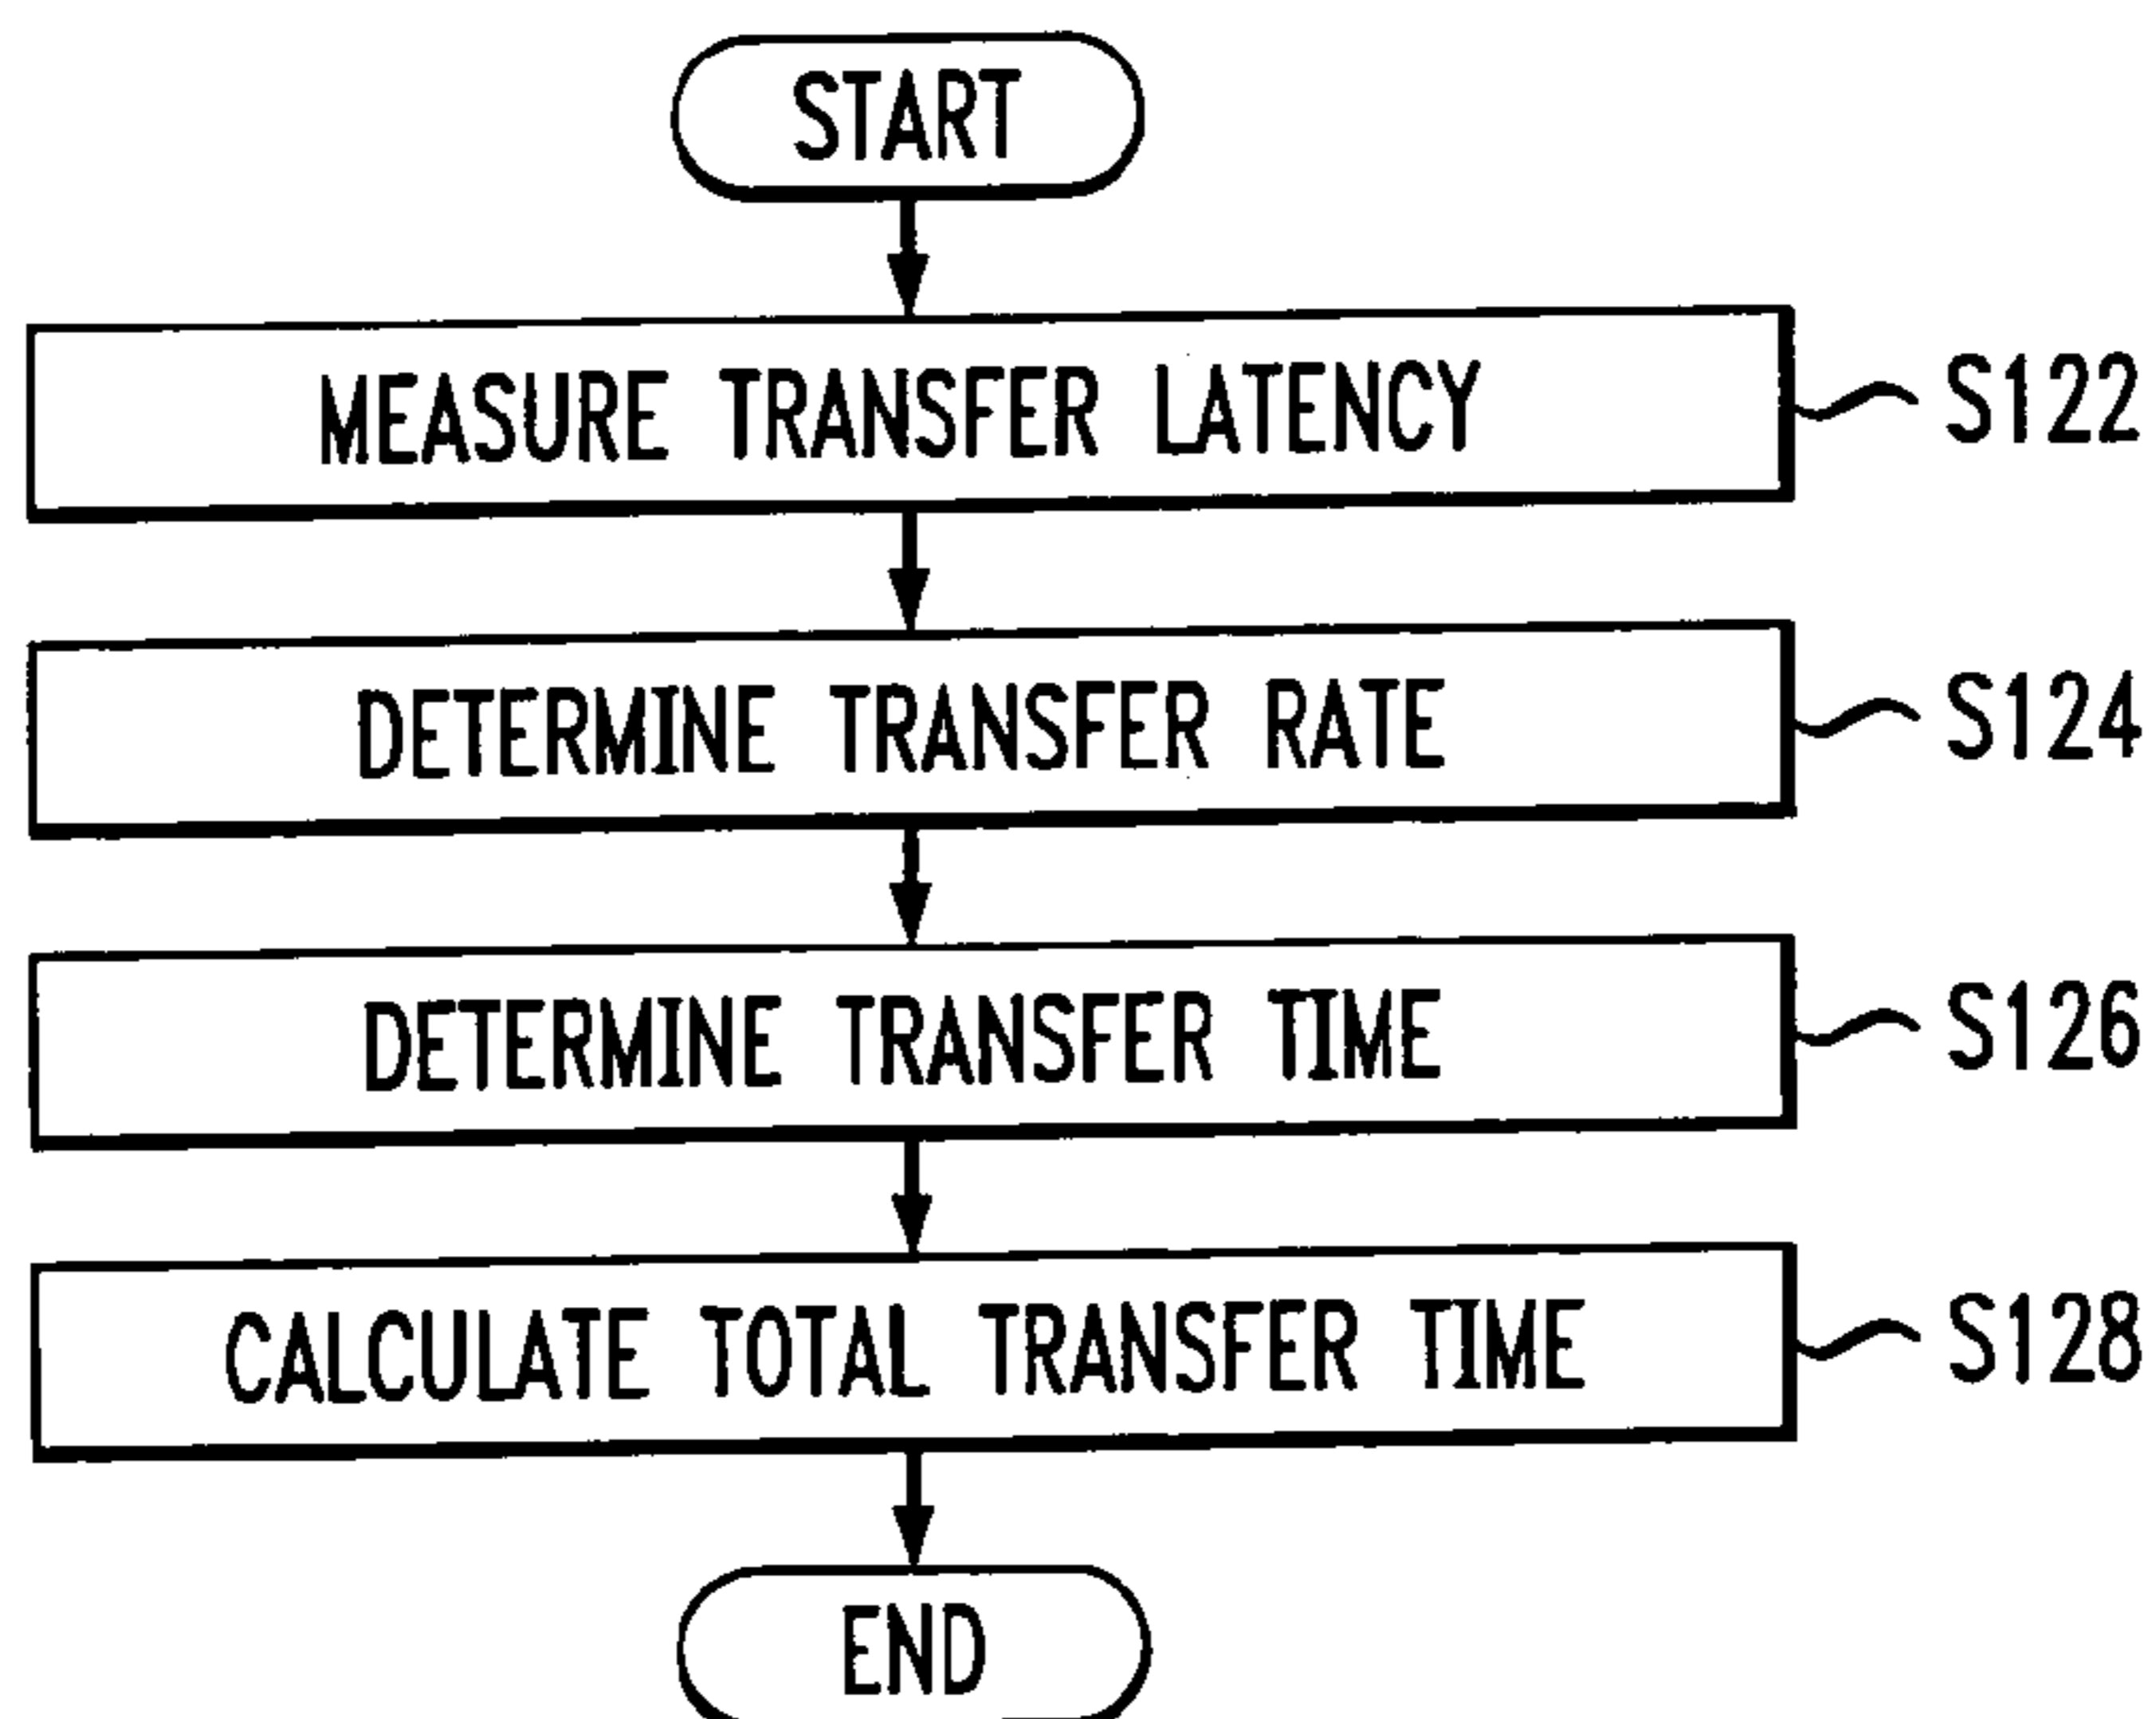 START
MEASURE TRANSFER LATENCY S122
DETERMINE TRANSFER RATE S124
DETERMINE TRANSFER TIME S126
CALCULATE TOTAL TRANSFER TIME S128
END